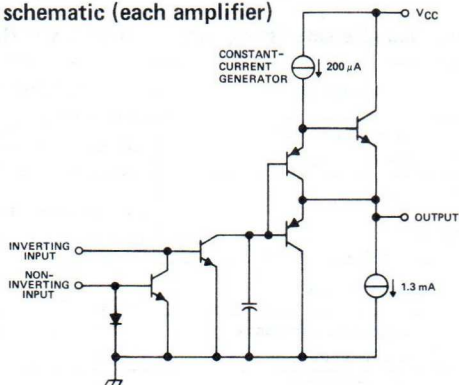 schematic (each amplifier)
VCC
CONSTANT-
CURRENT
GENERATOR
200 μA
OUTPUT
INVERTING
INPUT
NON-
INVERTING
INPUT
1.3 mA